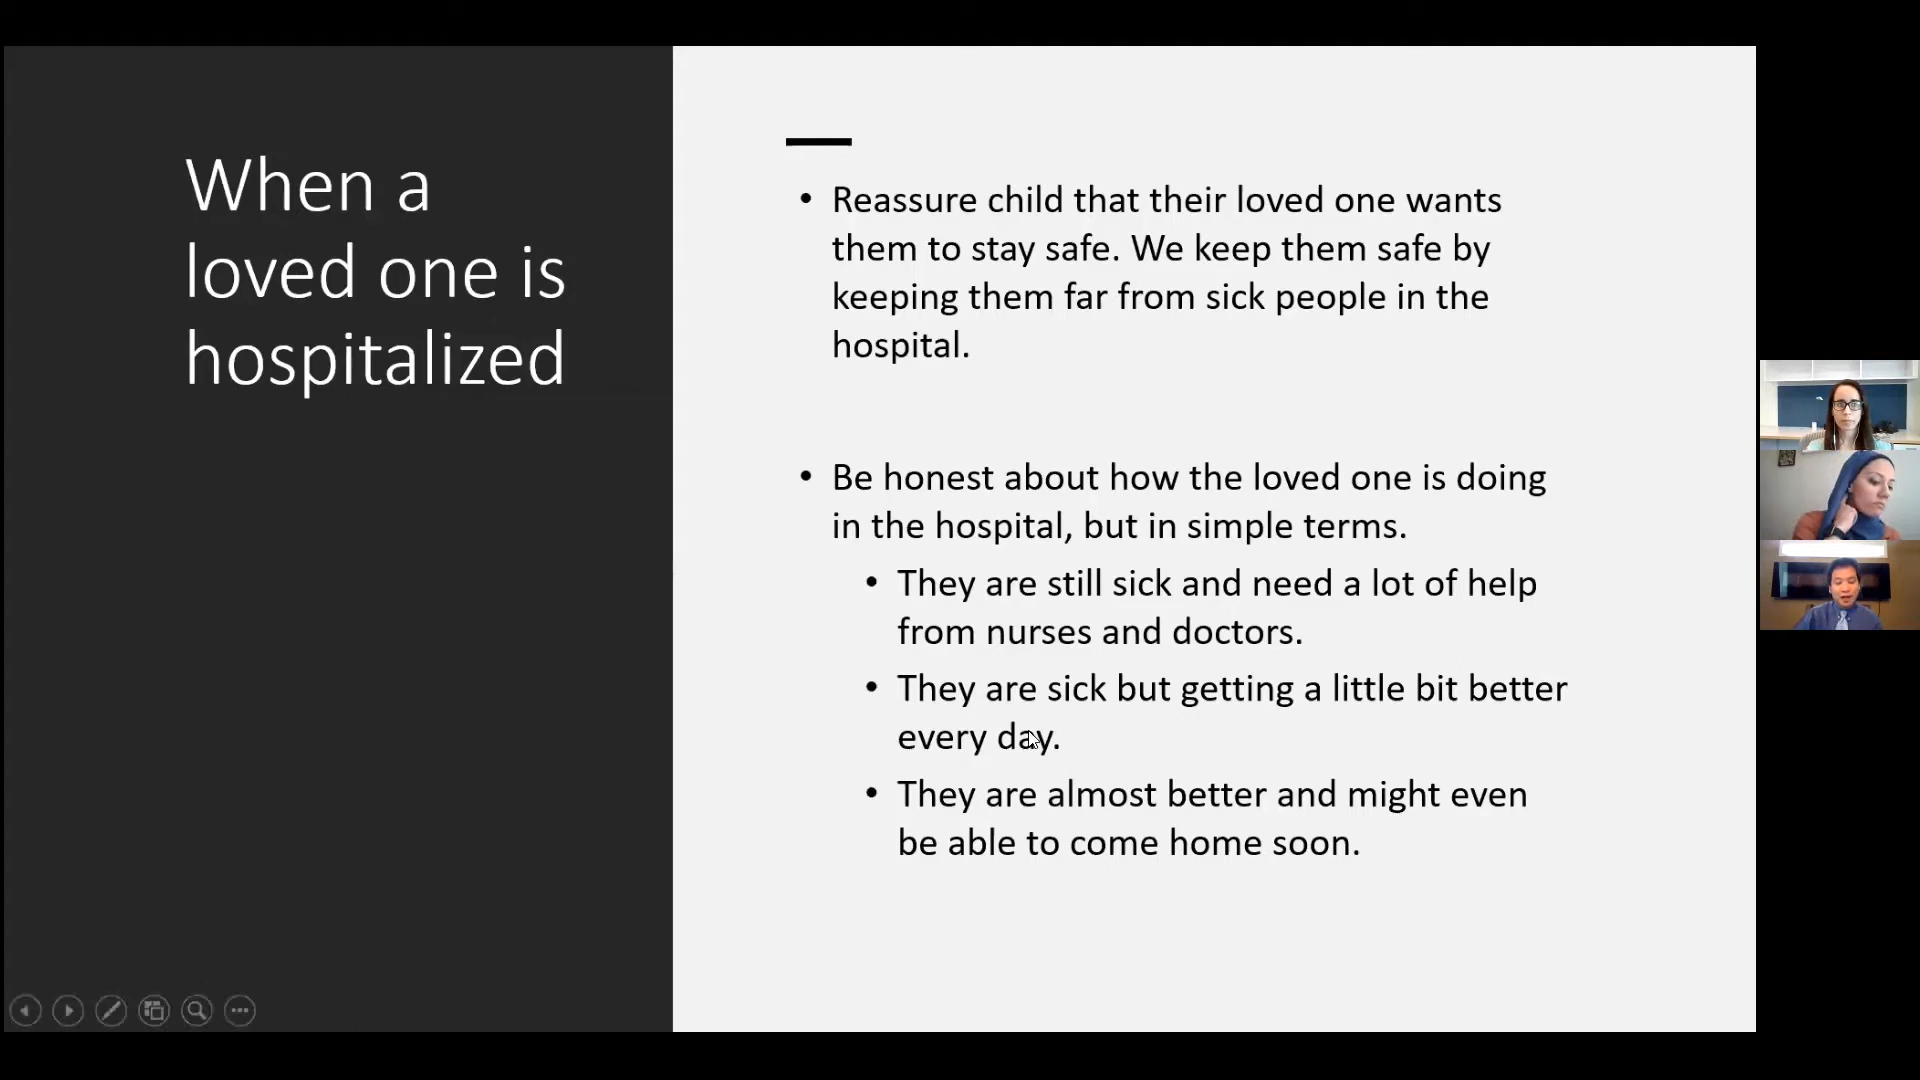 When a
loved one is
hospitalized
• Reassure child that their loved one wants
them to stay safe. We keep them safe by
keeping them far from sick people in the
hospital.
• Be honest about how the loved one is doing
in the hospital, but in simple terms.
• They are still sick and need a lot of help
from nurses and doctors.
• They are sick but getting a little bit better
every day.
• They are almost better and might even
be able to come home soon.